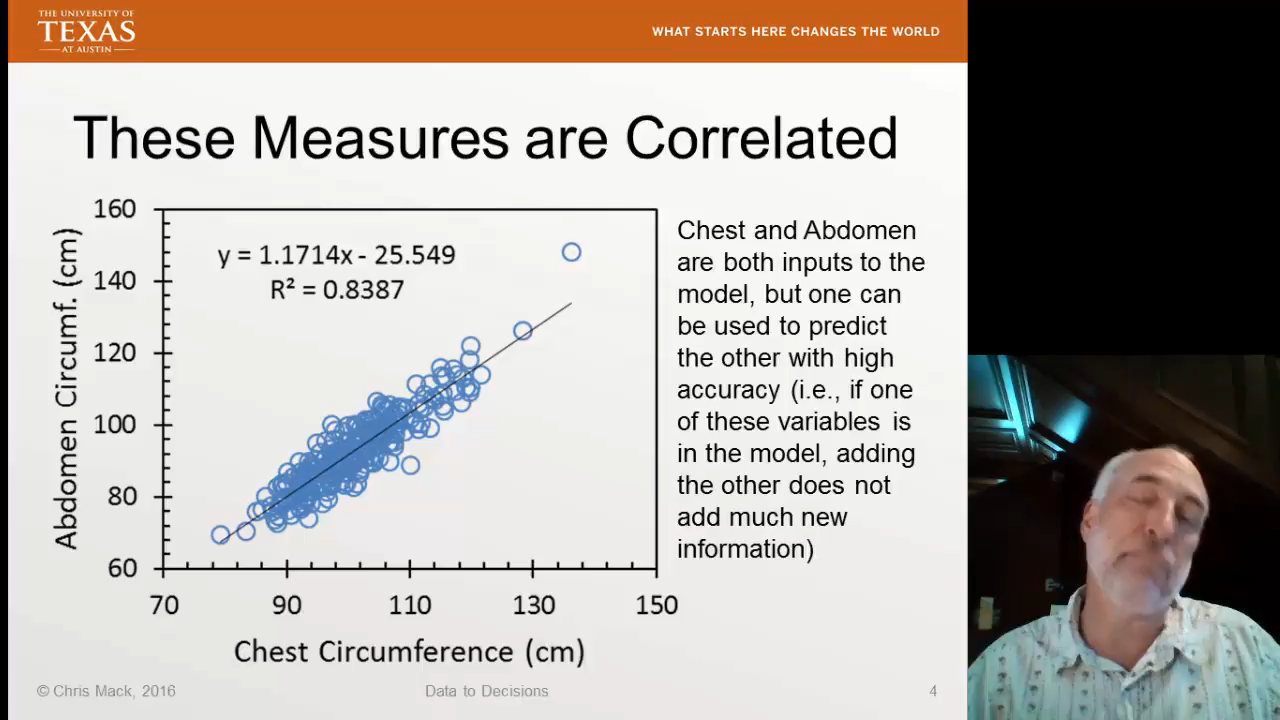 THE UNIVERSITY OF
TEXAS
AT AUSTIN
WHAT STARTS HERE CHANGES THE WORLD
These Measures are Correlated
160
140
120
100
80
60
Abdomen Circumf. (cm)
y = 1.1714x - 25.549
R² = 0.8387
70 90 110 130 150
Chest Circumference (cm)
Chest and Abdomen
are both inputs to the
model, but one can
be used to predict
the other with high
accuracy (i.e., if one
of these variables is
in the model, adding
the other does not
add much new
information)
© Chris Mack, 2016
Data to Decisions
4